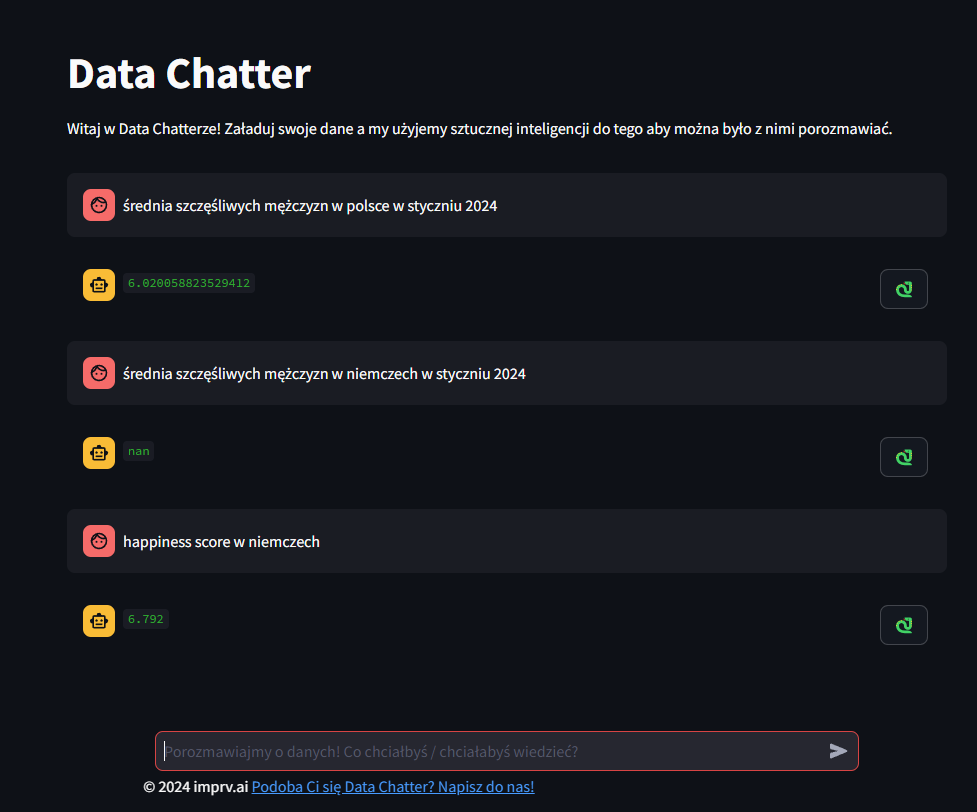 Data Chatter
Witaj w Data Chatterze! Załaduj swoje dane a my użyjemy sztucznej inteligencji do tego aby można było z nimi porozmawiać.
średnia szczęśliwych mężczyzn w polsce w styczniu 2024
6.020058823529412
średnia szczęśliwych mężczyzn w niemczech w styczniu 2024
nan
happiness score w niemczech
6.792
Porozmawiajmy o danych! Co chciałbyś / chciałabyś wiedzieć?
© 2024 imprv.ai Podoba Ci się Data Chatter? Napisz do nas!